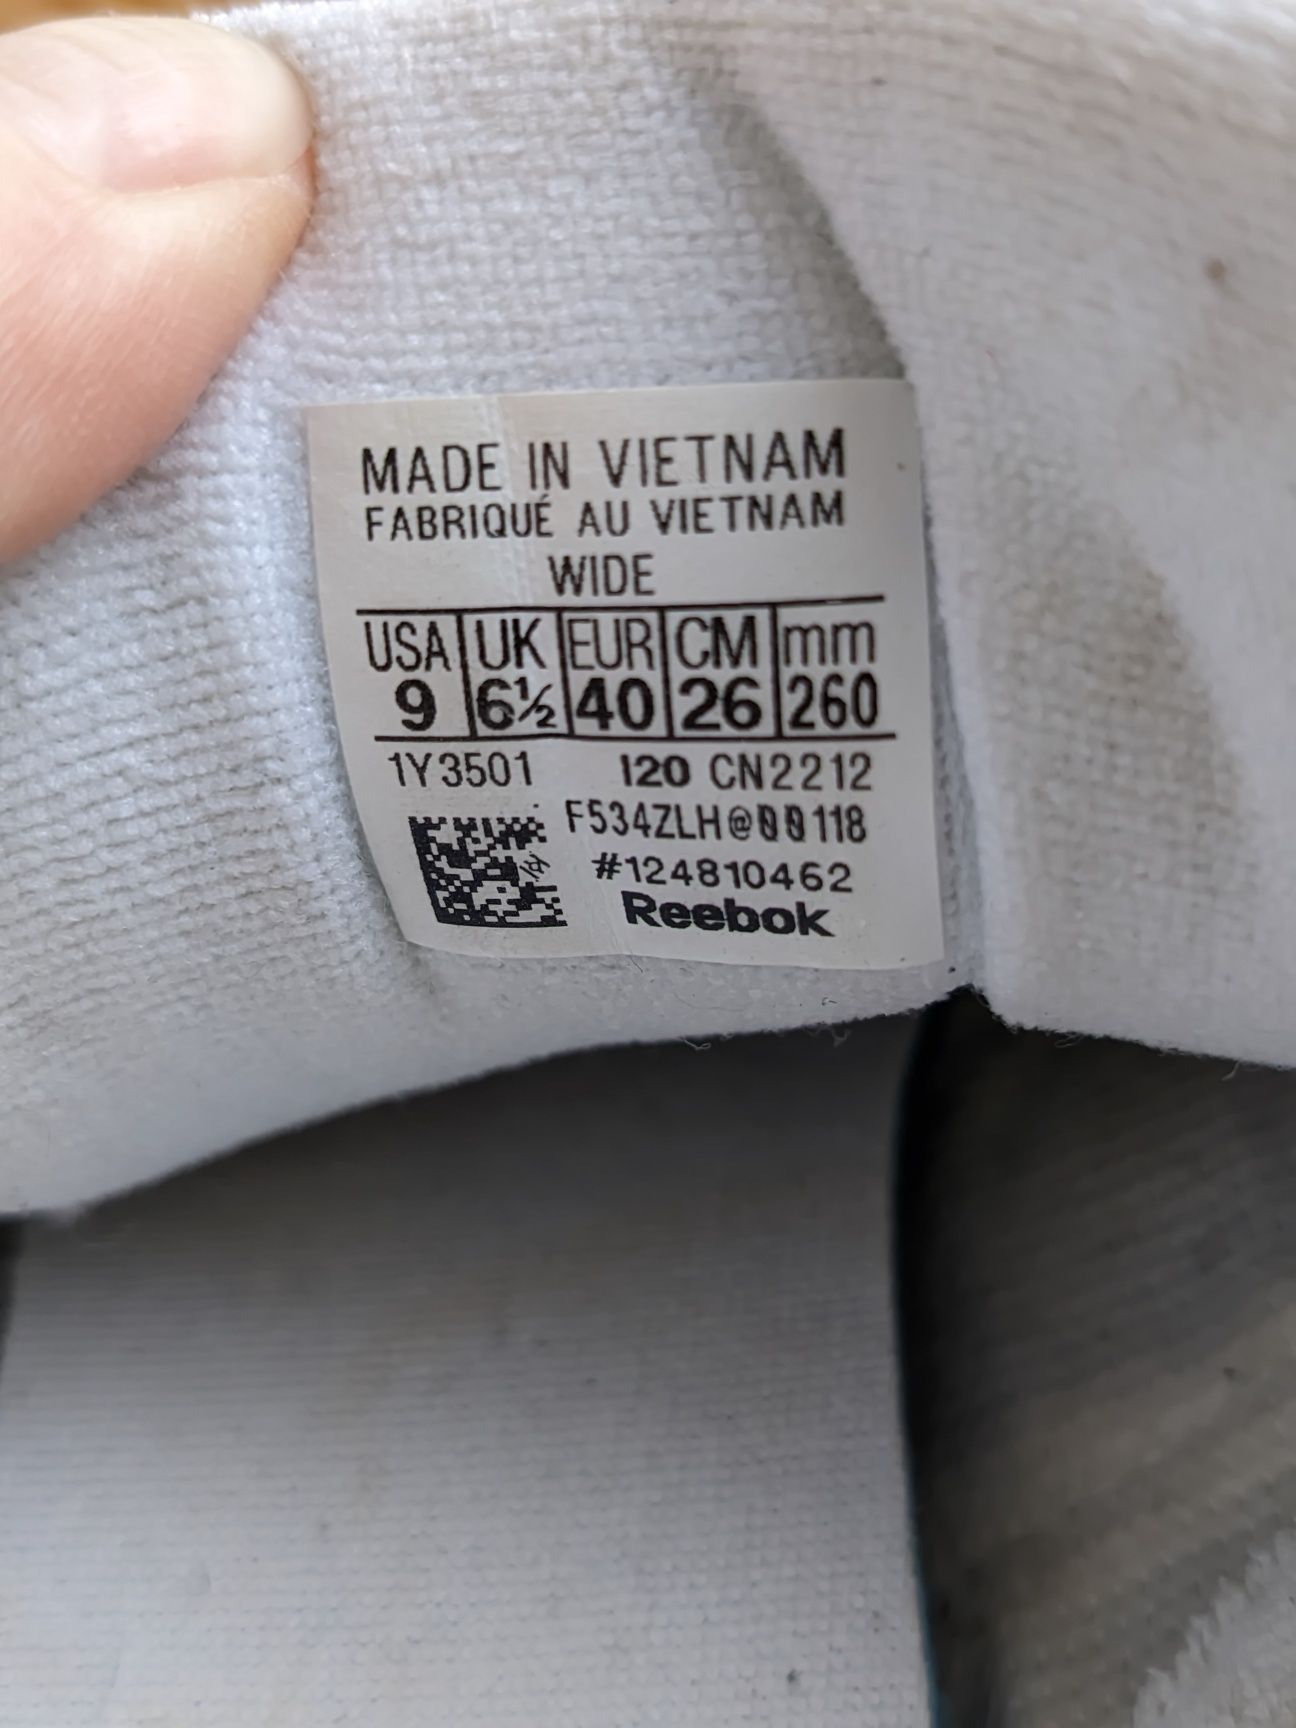 MADE IN VIETNAM
FABRIQUÉ AU VIETNAM
WIDE
USA UK EUR CM mm
9 6½ 40 26 260
1Y3501 I20 CN2212
F534ZLH@00118
#124810462
Reebok